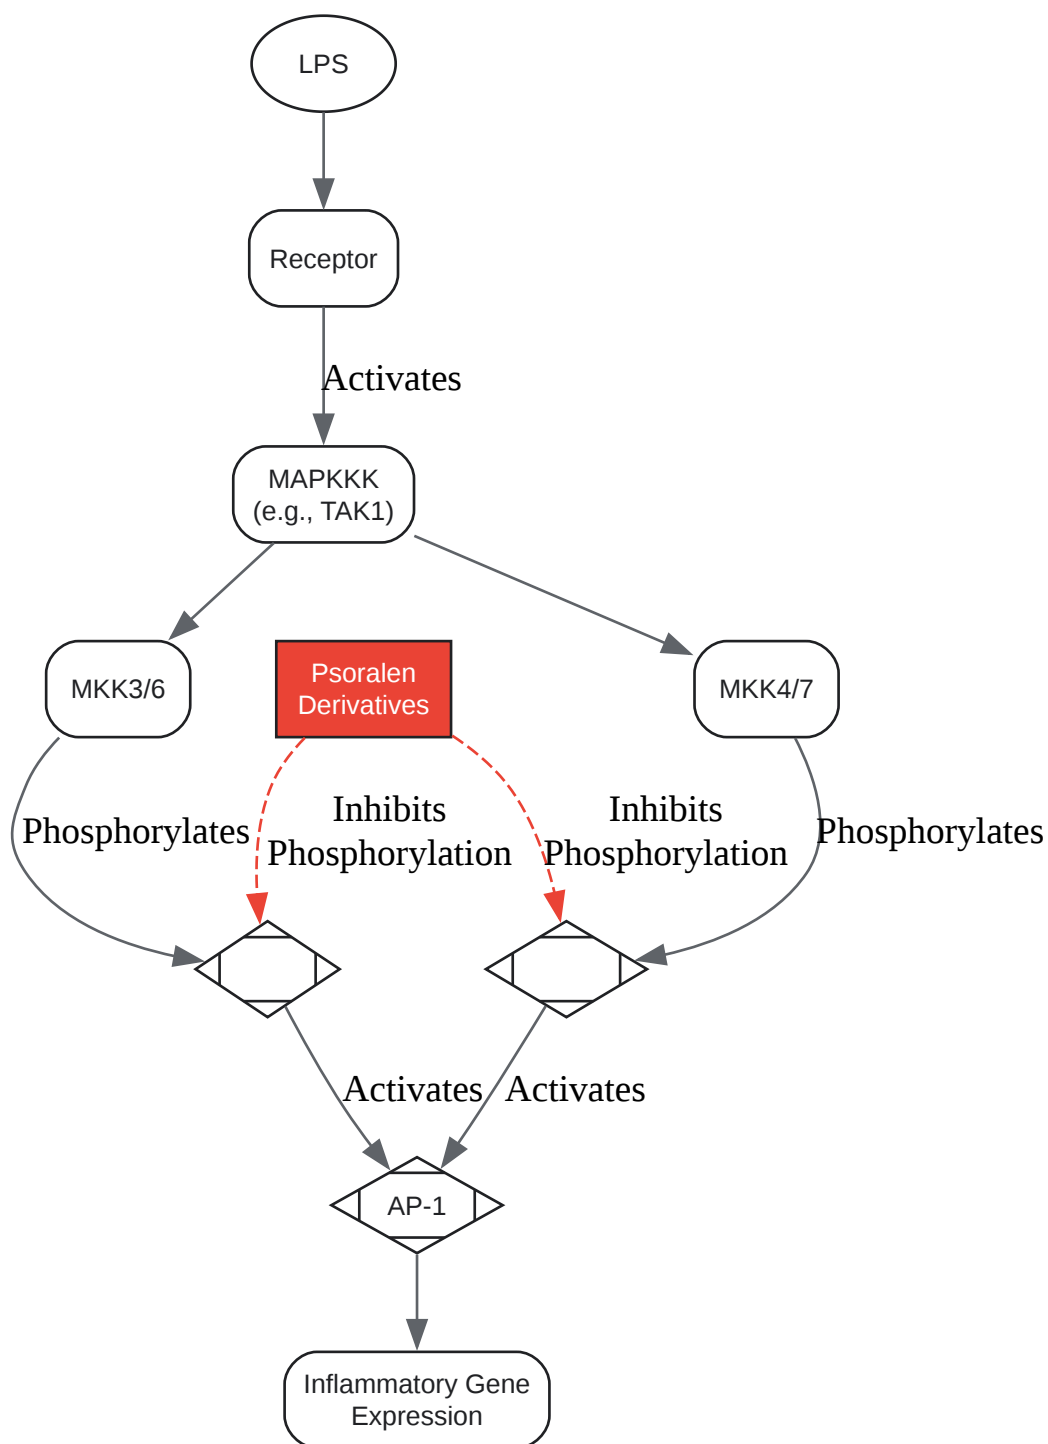 LPS
Receptor
Activates
MAPKKK
(e.g., TAK1)
MKK3/6
Psoralen
Derivatives
MKK4/7
Phosphorylates
Inhibits
Phosphorylation
Inhibits
Phosphorylation
Phosphorylates
Activates
Activates
AP-1
Inflammatory Gene
Expression